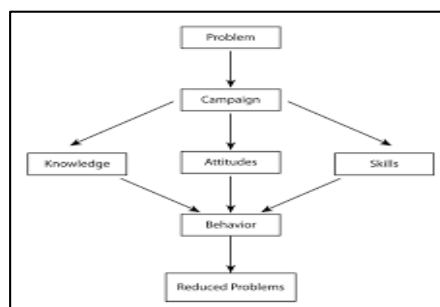 Problem
Campaign
Knowledge
Attitudes
Skills
Behavior
Reduced Problems